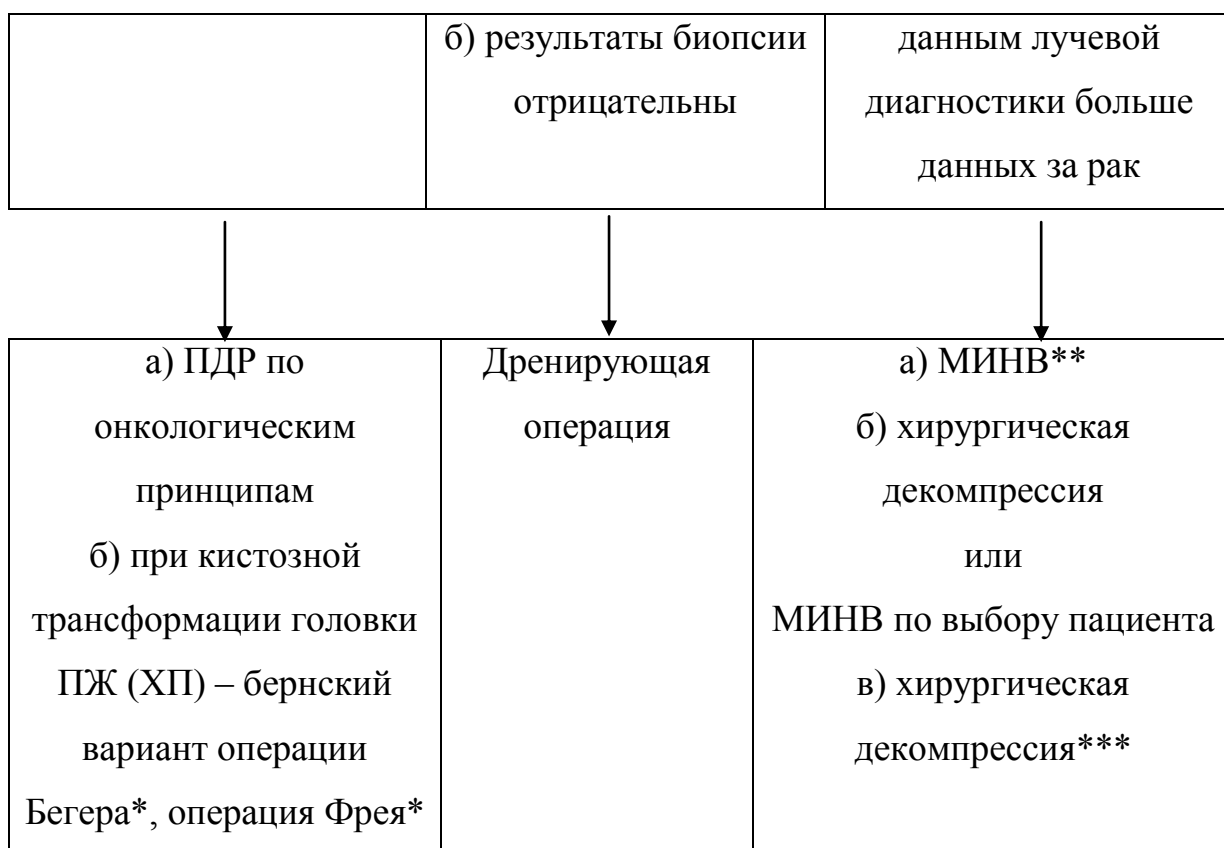 б) результаты биопсии
отрицательны
данным лучевой
диагностики больше
данных за рак
а) ПДР по
онкологическим
принципам
б) при кистозной
трансформации головки
ПЖ (ХП) – бернский
вариант операции
Бегера*, операция Фрея*
Дренирующая
операция
а) МИНВ**
б) хирургическая
декомпрессия
или
МИНВ по выбору пациента
в) хирургическая
декомпрессия***